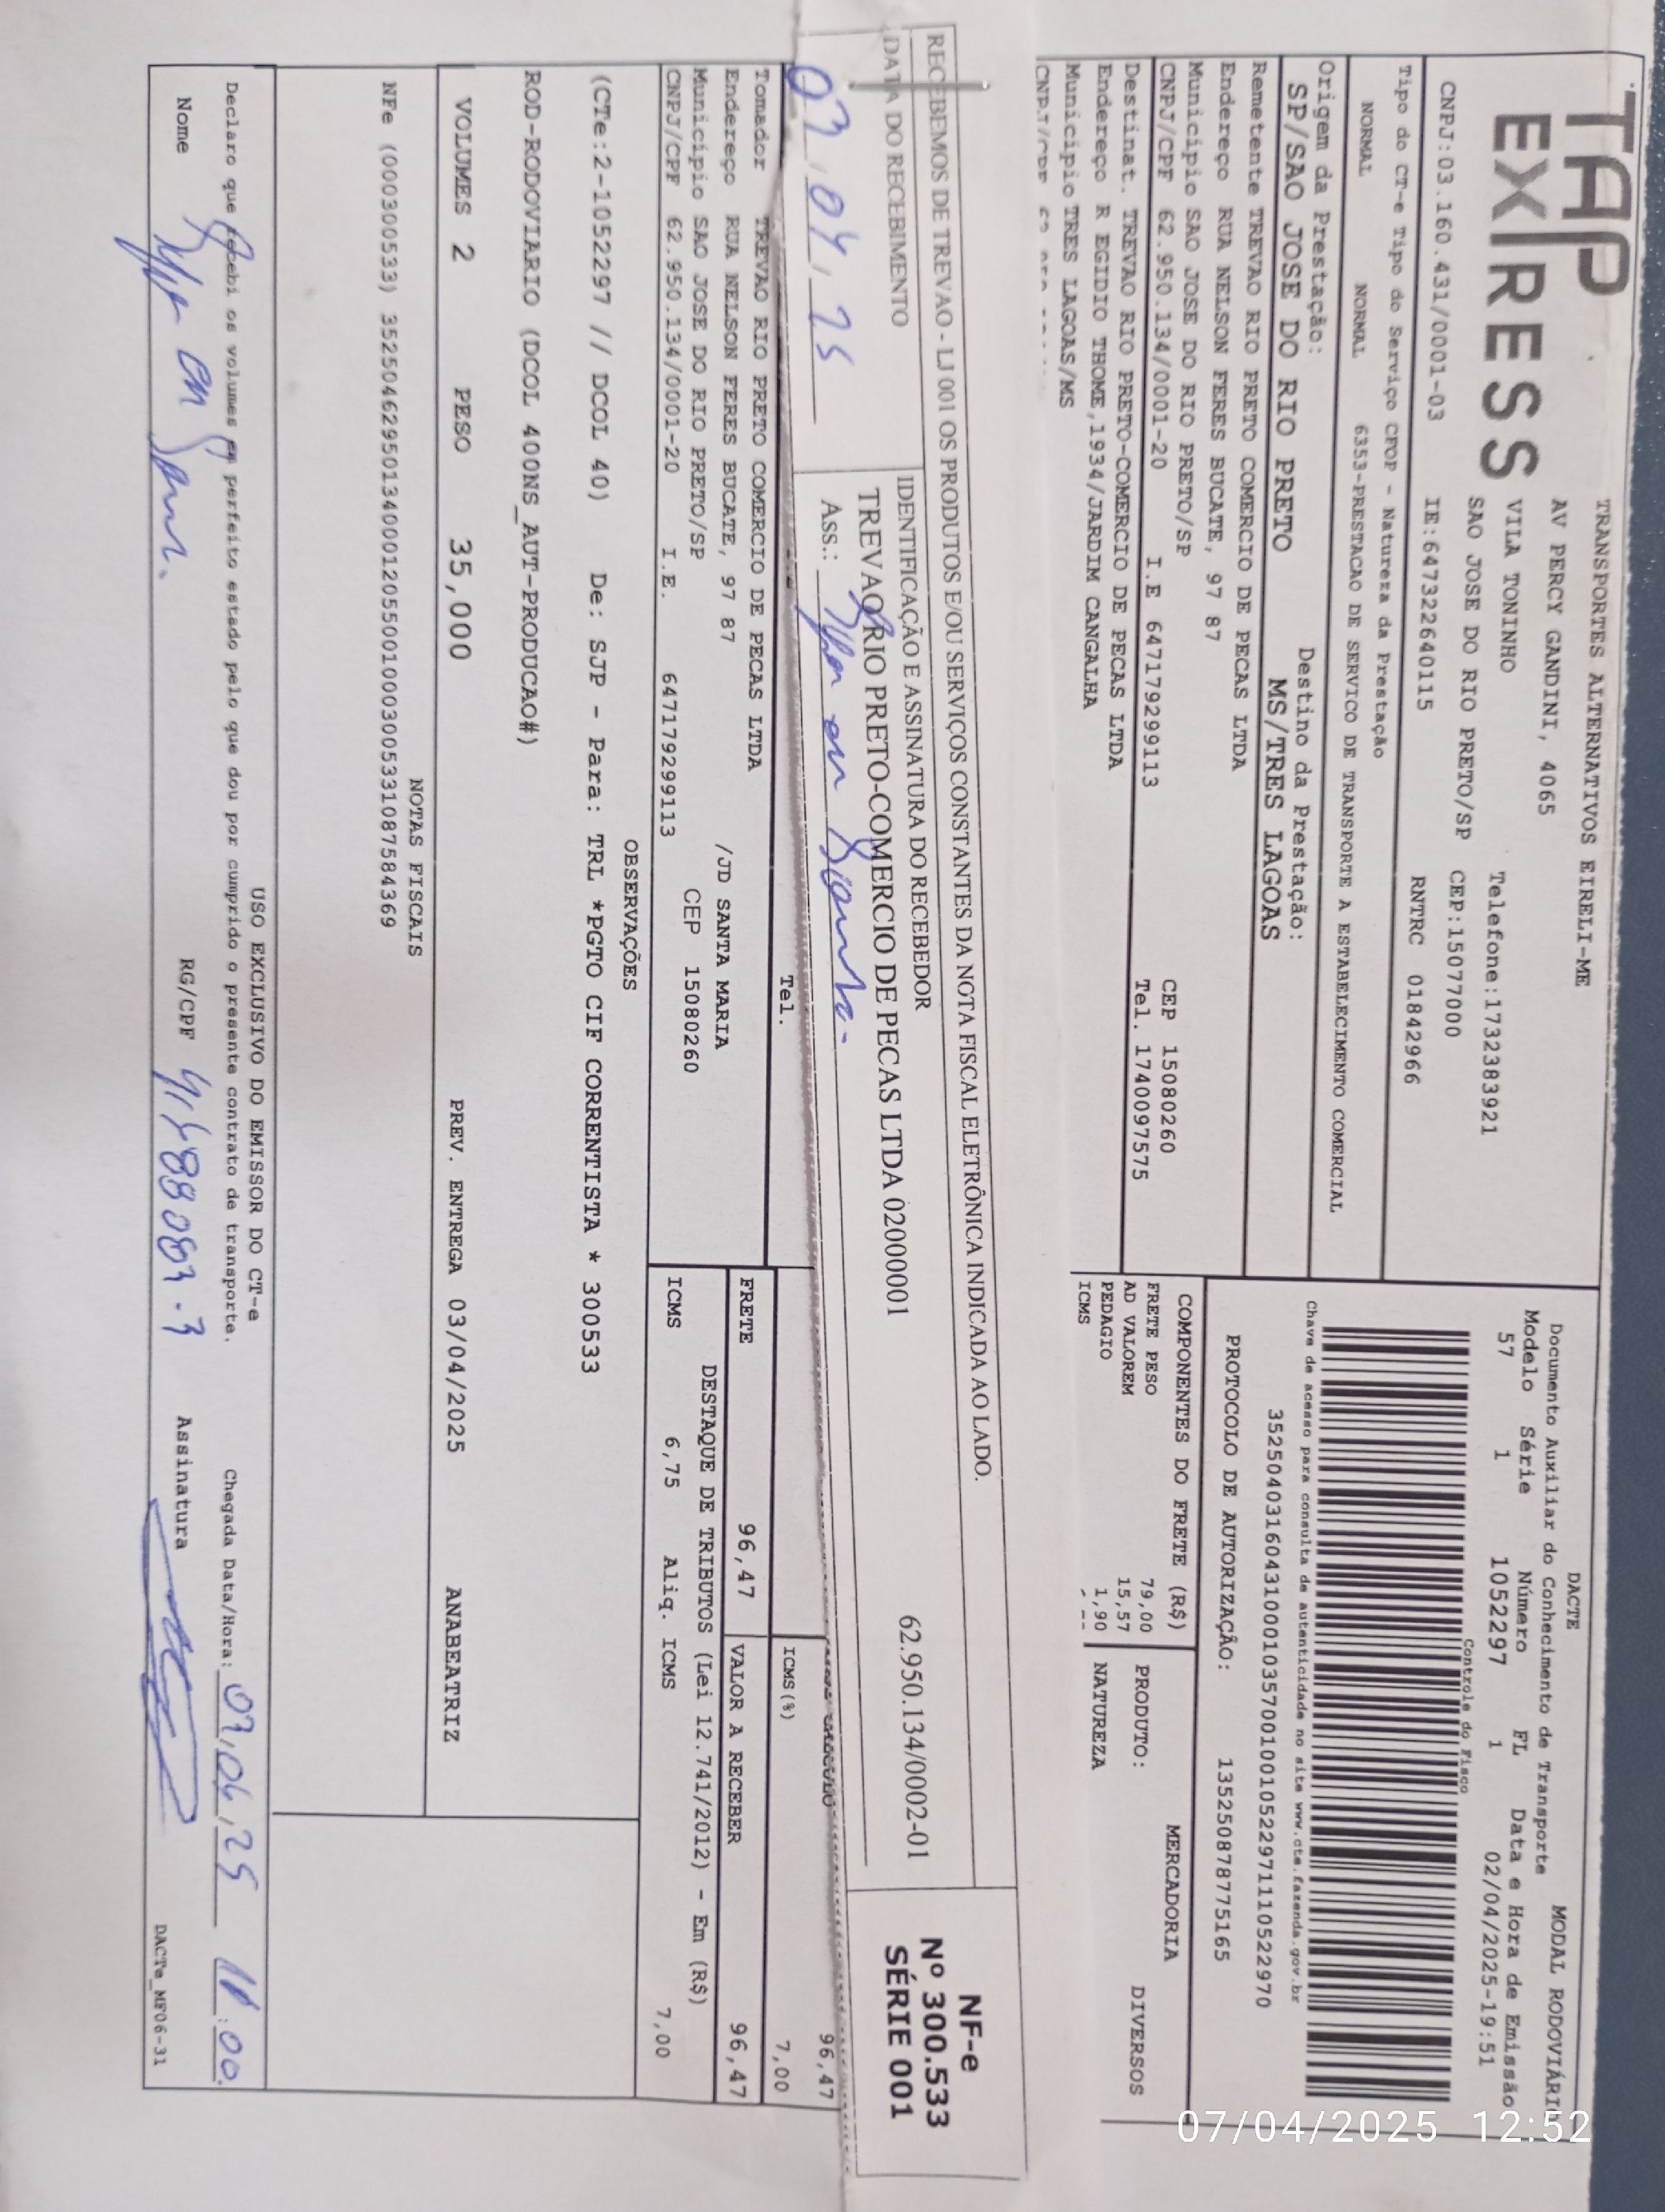 TAP
EXPRESS
TRANSPORTES ALTERNATIVOS EIRELI-ME
AV PERCY GANDINI, 4065
VILA TONINHO Telefone:1732383921
SAO JOSE DO RIO PRETO/SP CEP:15077000
CNPJ:03.160.431/0001-03 IE:647322640115 RNTRC 01842966
DACTE MODAL RODOVIÁRI
Documento Auxiliar do Conhecimento de Transporte
Modelo Série Número FL Data e Hora de Emissão
57 1 1052297 1 02/04/2025-19:51
Controle do Fisco
Tipo do CT-e Tipo do Serviço CFOP - Natureza da Prestação
NORMAL NORMAL 6353-PRESTACAO DE SERVICO DE TRANSPORTE A ESTABELECIMENTO COMERCIAL
Chave de acesso para consulta de autenticidade no site www.cte.fazenda.gov.br
35250403160431000103570010010522971110522970
Origem da Prestação: Destino da Prestação:
SP/SAO JOSE DO RIO PRETO MS/TRES LAGOAS
PROTOCOLO DE AUTORIZAÇÃO: 135250878775165
Remetente TREVAO RIO PRETO COMERCIO DE PECAS LTDA
Endereço RUA NELSON FERES BUCATE, 97 87
Municipio SAO JOSE DO RIO PRETO/SP CEP 15080260
CNPJ/CPF 62.950.134/0001-20 I.E 647179299113 Tel. 1740097575
Destinat. TREVAO RIO PRETO-COMERCIO DE PECAS LTDA
Endereço R EGIDIO THOME,1934/JARDIM CANGALHA
Municipio TRES LAGOAS/MS
CNPJ/CPF
COMPONENTES DO FRETE (R$)
FRETE PESO 79,00
AD VALOREM 15,57
PEDAGIO 1,90
ICMS
MERCADORIA
PRODUTO: DIVERSOS
NATUREZA
RECEBEMOS DE TREVAO - LJ 001 OS PRODUTOS E/OU SERVIÇOS CONSTANTES DA NOTA FISCAL ELETRÔNICA INDICADA AO LADO.
DATA DO RECEBIMENTO IDENTIFICAÇÃO E ASSINATURA DO RECEBEDOR
TREVAO RIO PRETO-COMERCIO DE PECAS LTDA 02000001 62.950.134/0002-01
07,04,25 Ass.:
NF-e
Nº 300.533
SÉRIE 001
96,47
Tel. ICMS(%) 7,00
Tomador TREVAO RIO PRETO COMERCIO DE PECAS LTDA
Endereço RUA NELSON FERES BUCATE, 97 87 /JD SANTA MARIA
Municipio SAO JOSE DO RIO PRETO/SP CEP 15080260
CNPJ/CPF 62.950.134/0001-20 I.E. 647179299113
FRETE 96,47 VALOR A RECEBER 96,47
DESTAQUE DE TRIBUTOS (Lei 12.741/2012) - Em (R$)
ICMS 6,75 Aliq. ICMS 7,00
OBSERVAÇÕES
(CTe:2-1052297 // DCOL 40) De: SJP - Para: TRL *PGTO CIF CORRENTISTA * 300533
ROD-RODOVIARIO (DCOL 400NS_AUT-PRODUCAO#)
VOLUMES 2 PESO 35,000 PREV. ENTREGA 03/04/2025 ANABEATRIZ
NOTAS FISCAIS
NFe (000300533) 35250462950134000120550010003005331087584369
USO EXCLUSIVO DO EMISSOR DO CT-e
Declaro que recebi os volumes em perfeito estado pelo que dou por cumprido o presente contrato de transporte. Chegada Data/Hora:
Nome RG/CPF Assinatura
DACTe_MF06-31
07/04/2025 12:52